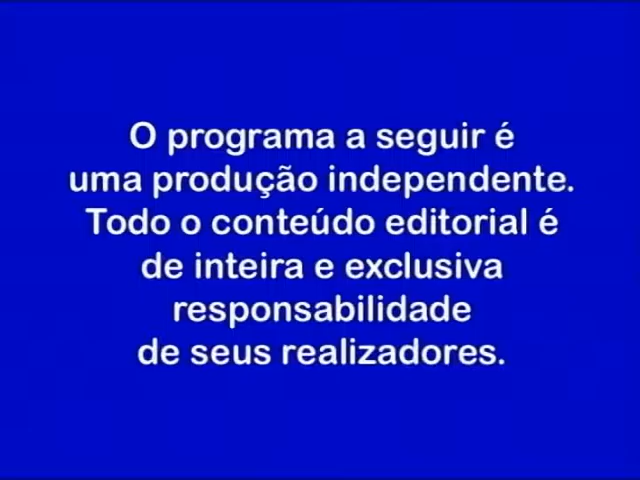 O programa a seguir é
uma produção independente.
Todo o conteúdo editorial é
de inteira e exclusiva
responsabilidade
de seus realizadores.